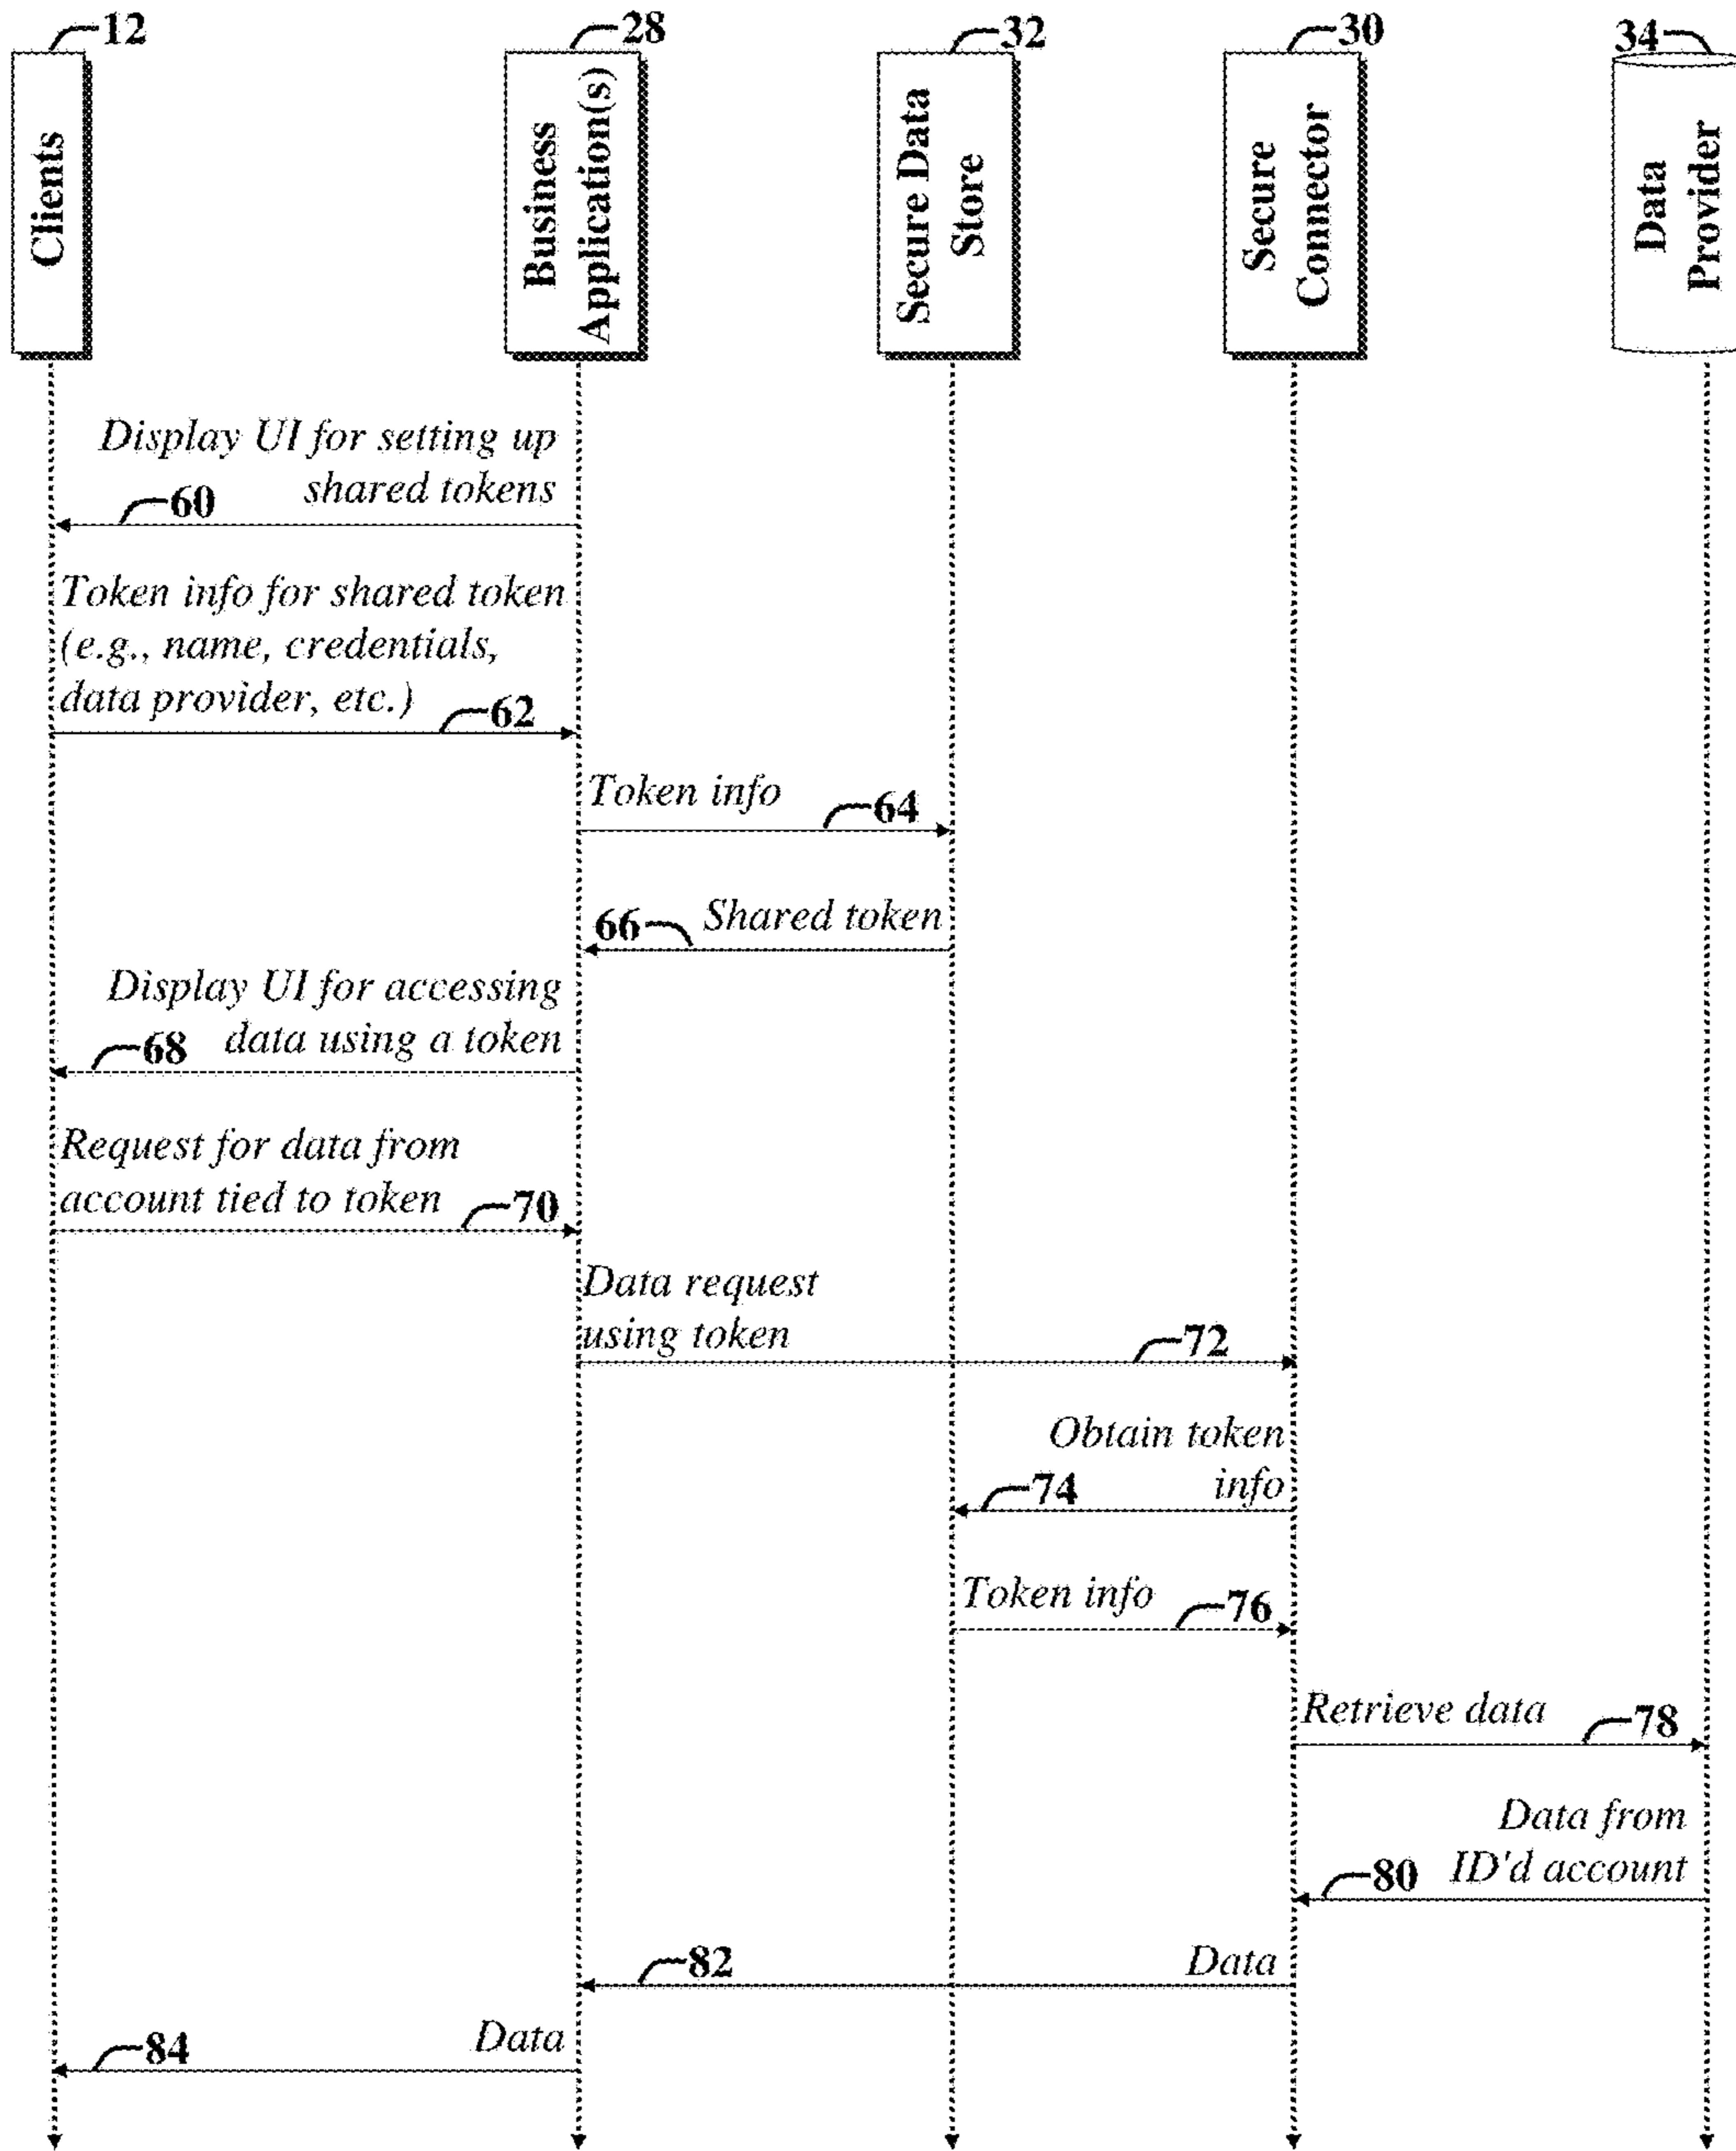 12
28
32
30
34
Clients
Business
Application(s)
Secure Data
Store
Secure
Connector
Data
Provider
Display UI for setting up
shared tokens
60
Token info for shared token
(e.g., name, credentials,
data provider, etc.)
62
Token info
64
66
Shared token
Display UI for accessing
data using a token
68
Request for data from
account tied to token
70
Data request
using token
72
Obtain token
info
74
Token info
76
Retrieve data
78
Data from
ID'd account
80
82
Data
84
Data